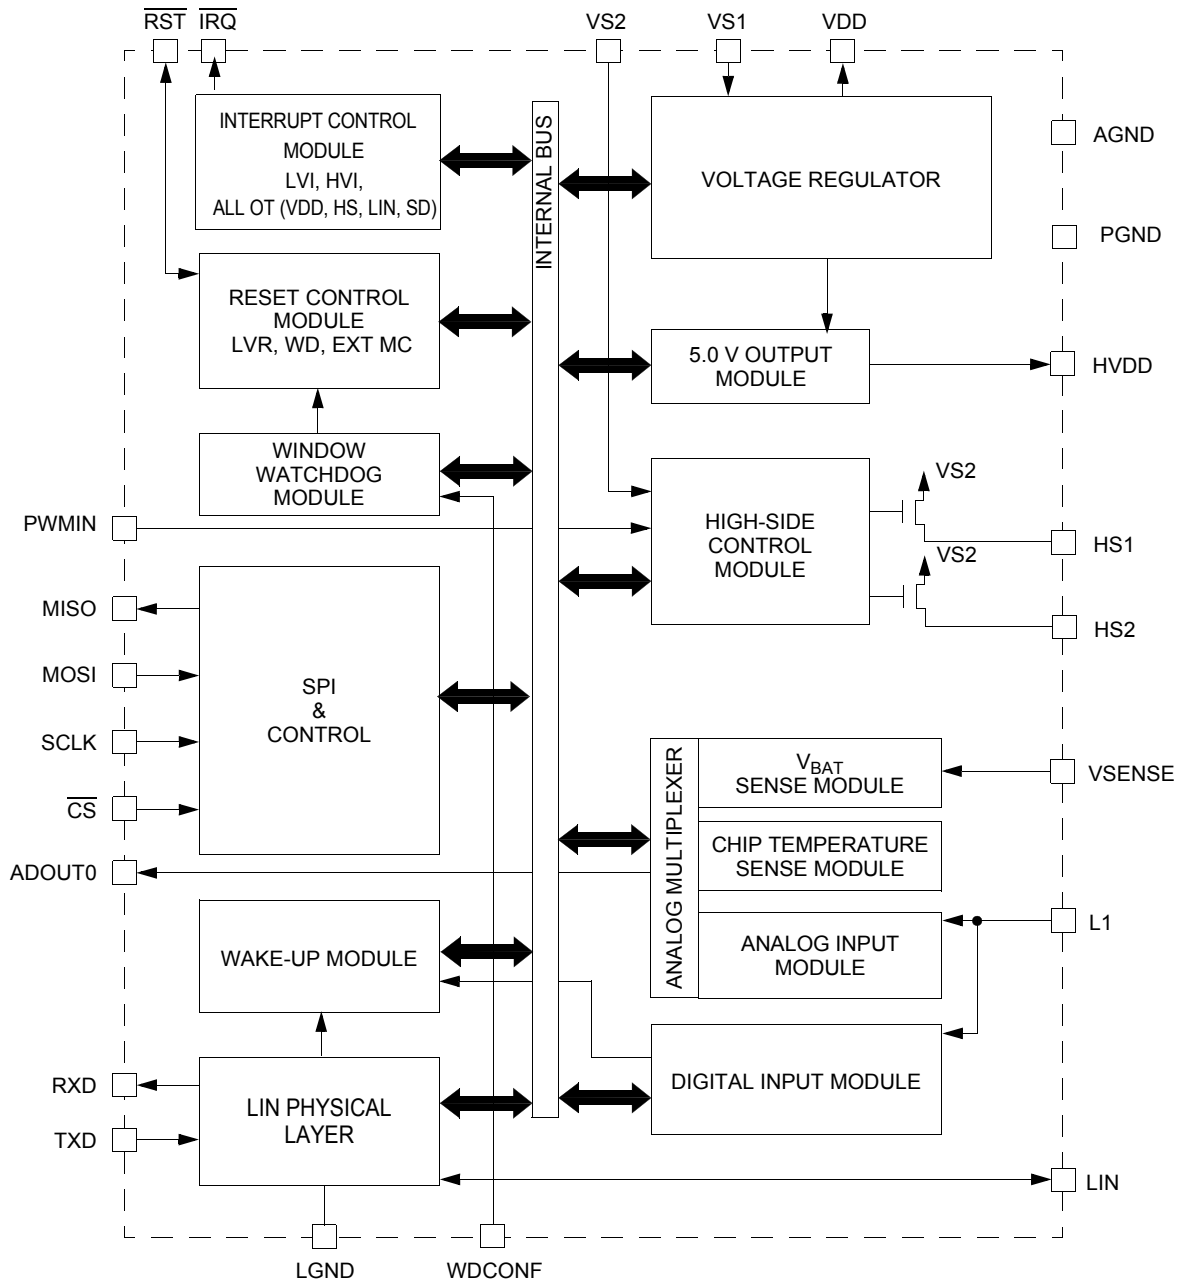 RST IRQ VS2 VS1 VDD
INTERRUPT CONTROL
MODULE
LVI, HVI,
ALL OT (VDD, HS, LIN, SD)
INTERNAL BUS
VOLTAGE REGULATOR
AGND
PGND
RESET CONTROL
MODULE
LVR, WD, EXT MC
5.0 V OUTPUT
MODULE
HVDD
WINDOW
WATCHDOG
MODULE
PWMIN
HIGH-SIDE
CONTROL
MODULE
VS2
HS1
VS2
HS2
MISO
MOSI
SCLK
CS
SPI
&
CONTROL
ADOUT0
ANALOG MULTIPLEXER
VBAT
SENSE MODULE
VSENSE
CHIP TEMPERATURE
SENSE MODULE
ANALOG INPUT
MODULE
L1
WAKE-UP MODULE
DIGITAL INPUT MODULE
RXD
TXD
LIN PHYSICAL
LAYER
LIN
LGND WDCONF